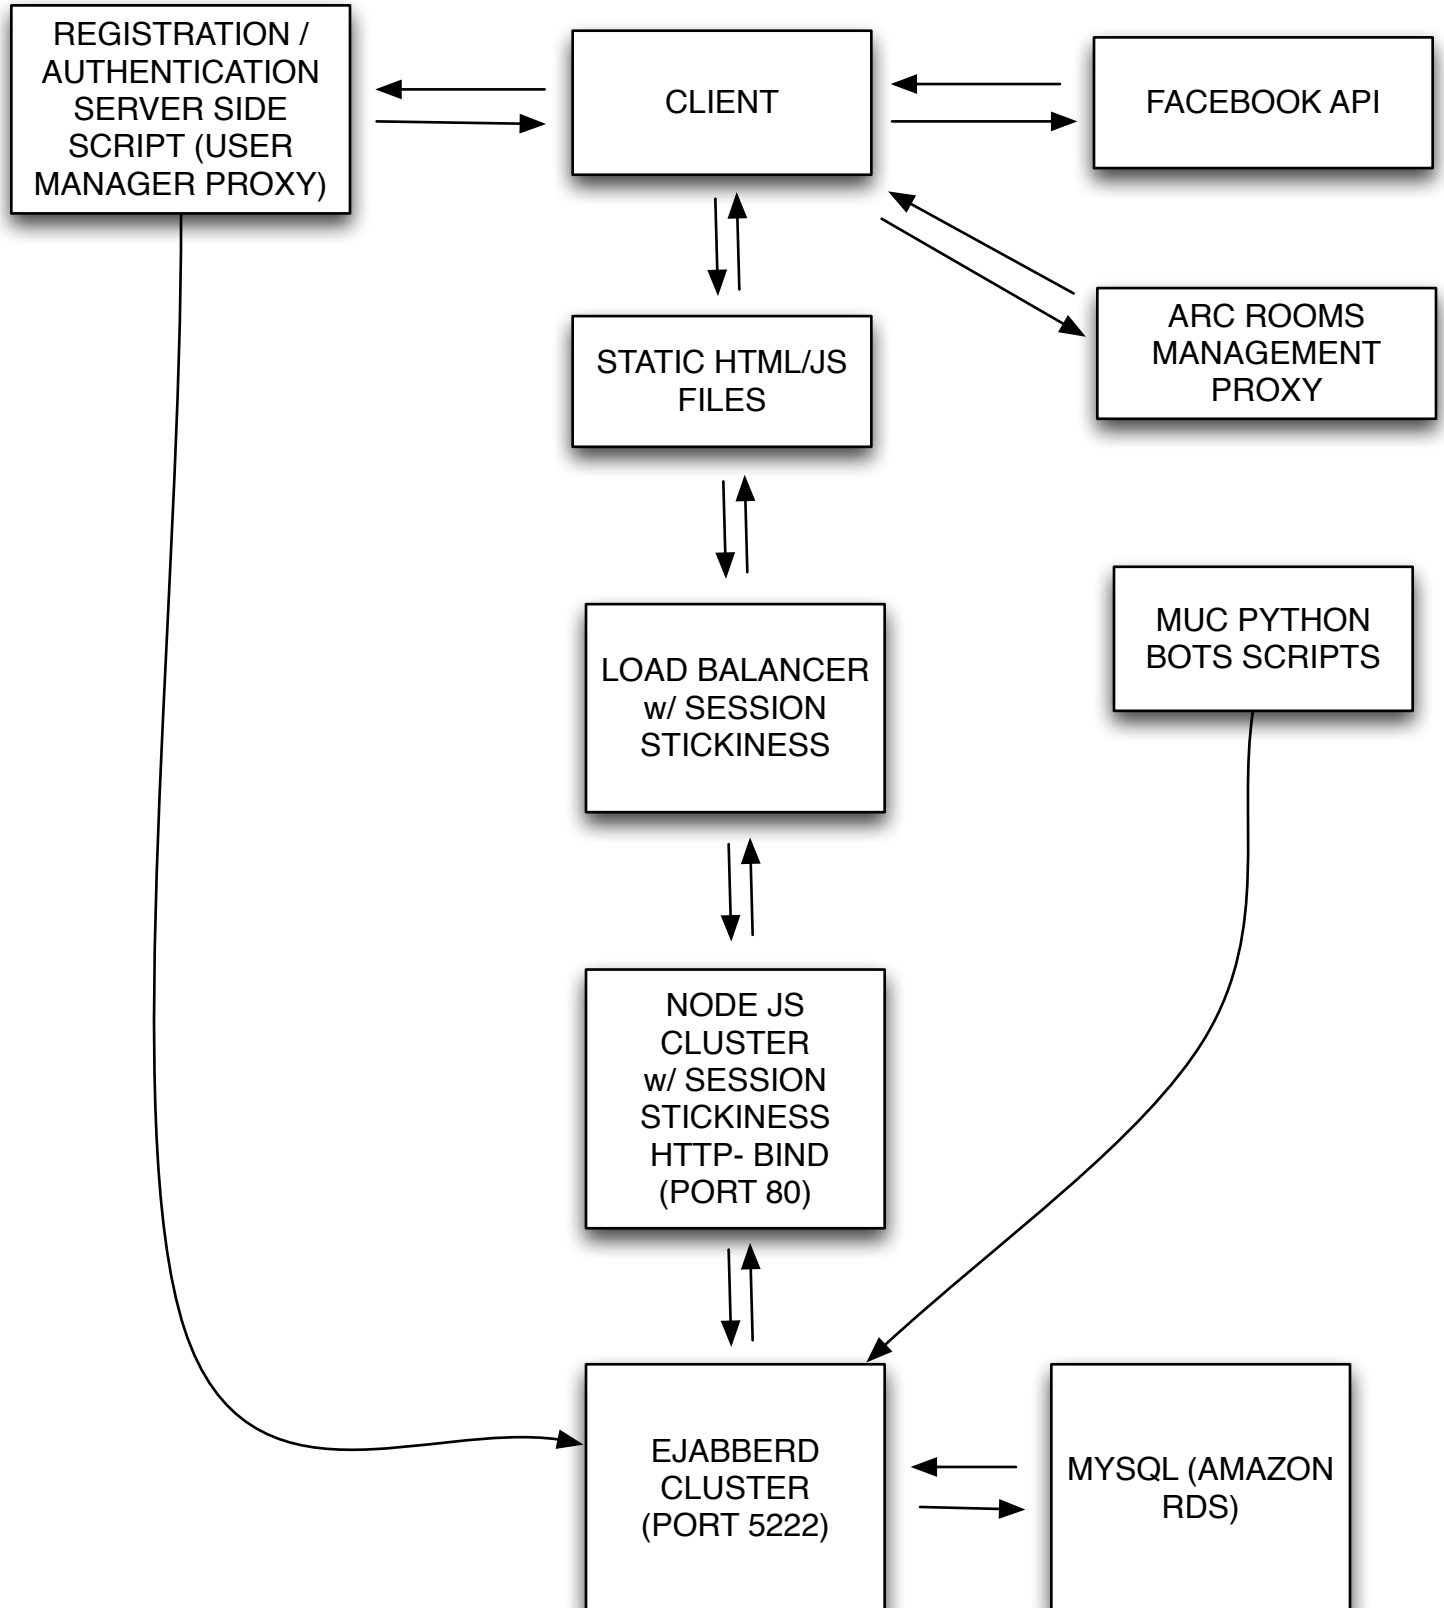 REGISTRATION /
AUTHENTICATION
SERVER SIDE
SCRIPT (USER
MANAGER PROXY)
CLIENT
FACEBOOK API
ARC ROOMS
MANAGEMENT
PROXY
STATIC HTML/JS
FILES
MUC PYTHON
BOTS SCRIPTS
LOAD BALANCER
w/ SESSION
STICKINESS
NODE JS
CLUSTER
w/ SESSION
STICKINESS
HTTP- BIND
(PORT 80)
EJABBERD
CLUSTER
(PORT 5222)
MYSQL (AMAZON
RDS)